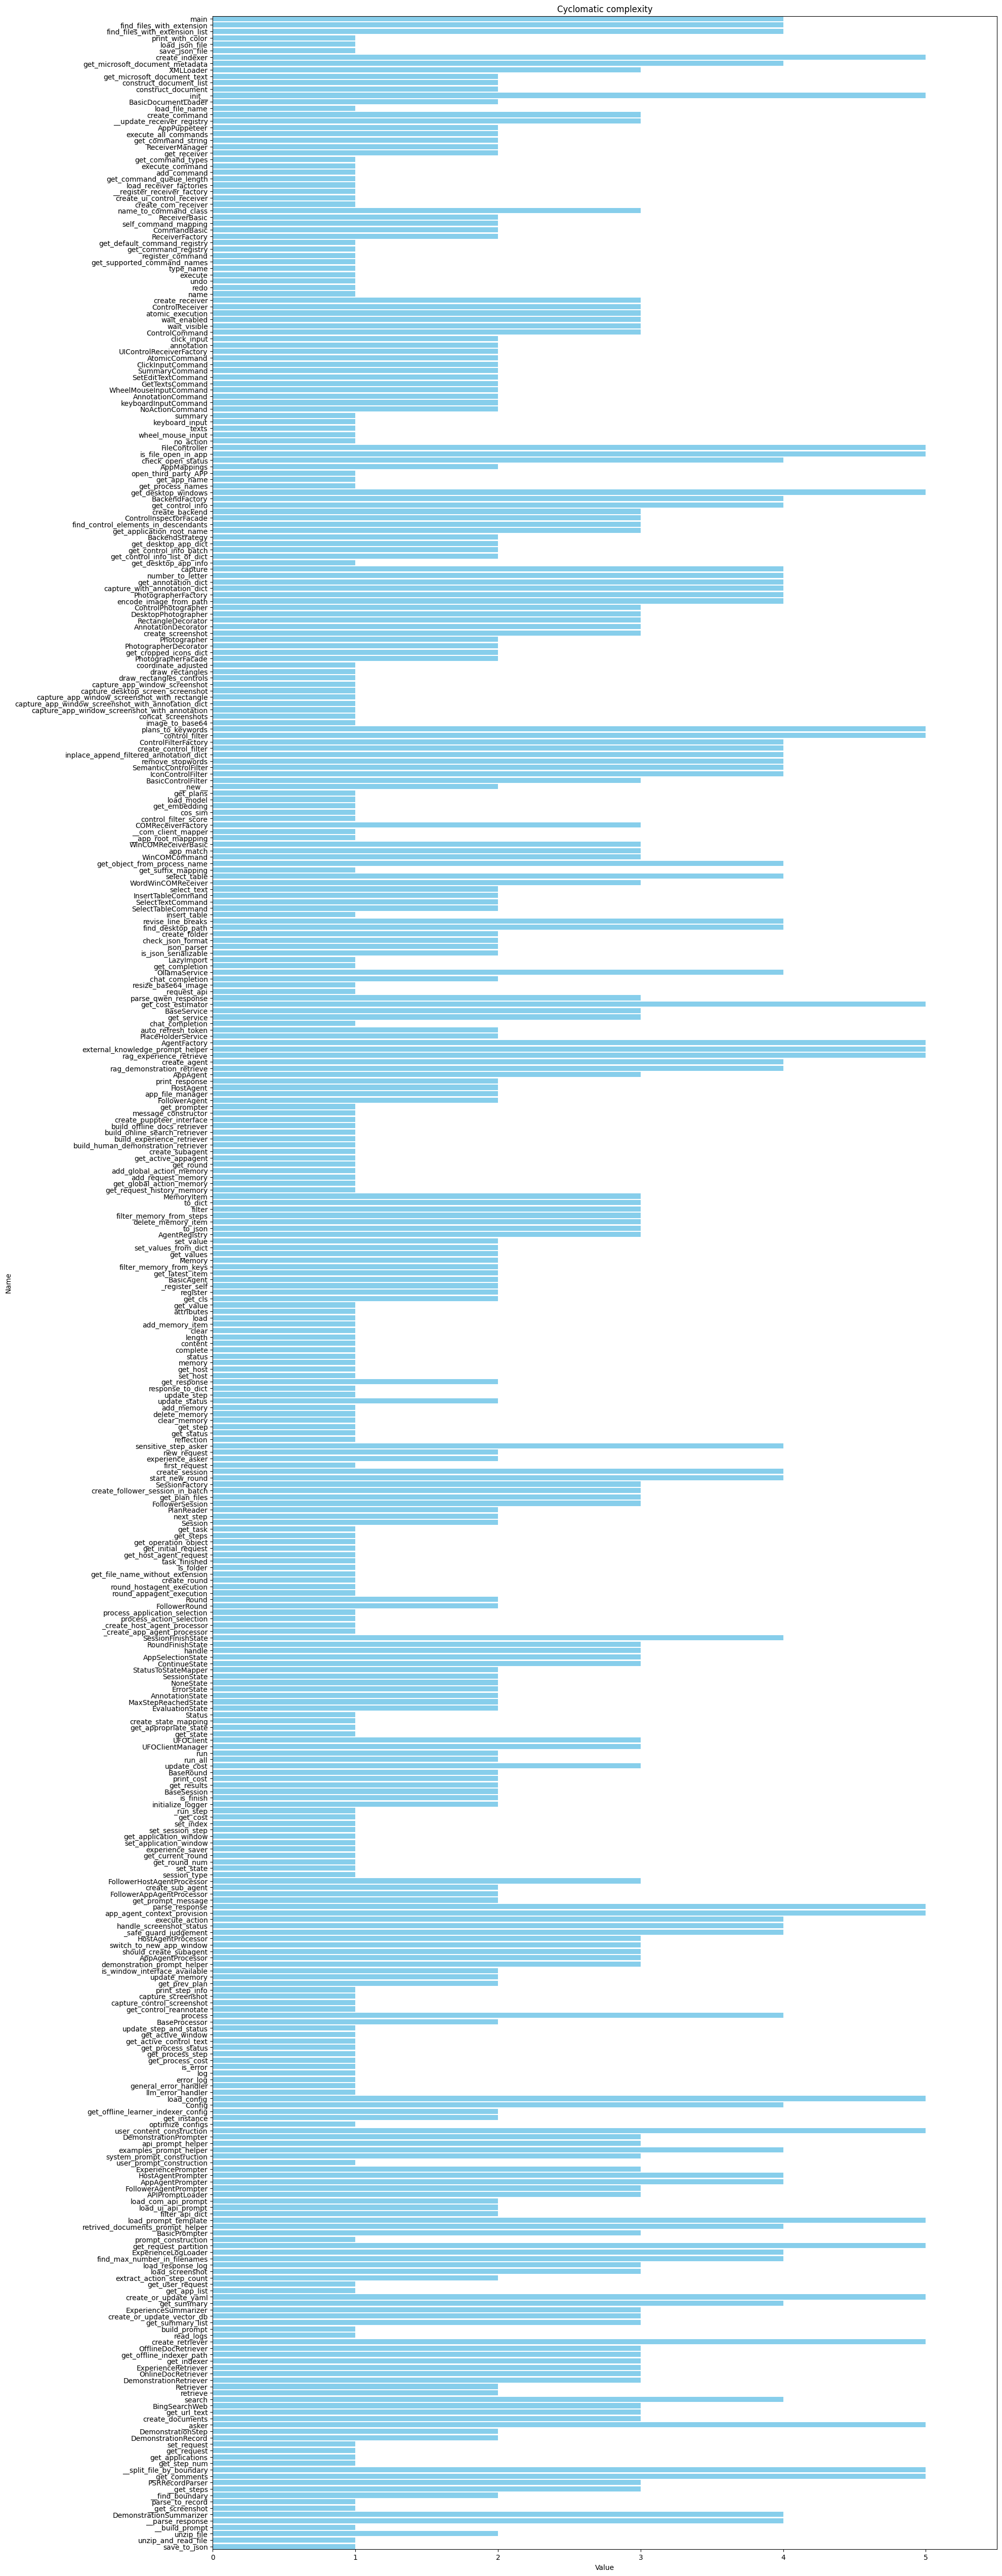 Cyclomatic complexity
main
find_files_with_extension
find_files_with_extension_list
print_with_color
load_json_file
save_json_file
create_indexer
get_microsoft_document_metadata
XMLLoader
get_microsoft_document_text
construct_document_list
construct_document
__init__
BasicDocumentLoader
load_file_name
create_command
__update_receiver_registry
AppPuppeteer
execute_all_commands
get_command_string
ReceiverManager
get_receiver
get_command_types
execute_command
add_command
get_command_queue_length
load_receiver_factories
__register_receiver_factory
create_ui_control_receiver
create_com_receiver
name_to_command_class
ReceiverBasic
self_command_mapping
CommandBasic
ReceiverFactory
get_default_command_registry
get_command_registry
register_command
get_supported_command_names
type_name
execute
undo
redo
name
create_receiver
ControlReceiver
atomic_execution
wait_enabled
wait_visible
ControlCommand
click_input
annotation
UIControlReceiverFactory
AtomicCommand
ClickInputCommand
SummaryCommand
SetEditTextCommand
GetTextsCommand
WheelMouseInputCommand
AnnotationCommand
keyboardInputCommand
NoActionCommand
summary
keyboard_input
texts
wheel_mouse_input
no_action
FileController
is_file_open_in_app
check_open_status
AppMappings
open_third_party_APP
get_app_name
get_process_names
get_desktop_windows
BackendFactory
get_control_info
create_backend
ControlInspectorFacade
find_control_elements_in_descendants
get_application_root_name
BackendStrategy
get_desktop_app_dict
get_control_info_batch
get_control_info_list_of_dict
get_desktop_app_info
capture
number_to_letter
get_annotation_dict
capture_with_annotation_dict
PhotographerFactory
encode_image_from_path
ControlPhotographer
DesktopPhotographer
RectangleDecorator
AnnotationDecorator
create_screenshot
Photographer
PhotographerDecorator
get_cropped_icons_dict
PhotographerFacade
coordinate_adjusted
draw_rectangles
draw_rectangles_controls
capture_app_window_screenshot
capture_desktop_screen_screenshot
capture_app_window_screenshot_with_rectangle
capture_app_window_screenshot_with_annotation_dict
capture_app_window_screenshot_with_annotation
concat_screenshots
image_to_base64
plans_to_keywords
control_filter
ControlFilterFactory
create_control_filter
inplace_append_filtered_annotation_dict
remove_stopwords
SemanticControlFilter
IconControlFilter
BasicControlFilter
__new__
get_plans
load_model
get_embedding
cos_sim
control_filter_score
COMReceiverFactory
__com_client_mapper
__app_root_mappping
WinCOMReceiverBasic
app_match
WinCOMCommand
get_object_from_process_name
get_suffix_mapping
select_table
WordWinCOMReceiver
select_text
InsertTableCommand
SelectTextCommand
SelectTableCommand
insert_table
revise_line_breaks
find_desktop_path
create_folder
check_json_format
json_parser
is_json_serializable
LazyImport
get_completion
OllamaService
chat_completion
resize_base64_image
_request_api
parse_qwen_response
get_cost_estimator
BaseService
get_service
chat_completion
auto_refresh_token
PlaceHolderService
AgentFactory
external_knowledge_prompt_helper
rag_experience_retrieve
create_agent
rag_demonstration_retrieve
AppAgent
print_response
HostAgent
app_file_manager
FollowerAgent
get_prompter
message_constructor
create_puppteer_interface
build_offline_docs_retriever
build_online_search_retriever
build_experience_retriever
build_human_demonstration_retriever
create_subagent
get_active_appagent
get_round
add_global_action_memory
add_request_memory
get_global_action_memory
get_request_history_memory
MemoryItem
to_dict
filter
filter_memory_from_steps
delete_memory_item
to_json
AgentRegistry
set_value
set_values_from_dict
get_values
Memory
filter_memory_from_keys
get_latest_item
BasicAgent
_register_self
register
get_cls
get_value
attributes
load
add_memory_item
clear
length
content
complete
status
memory
get_host
set_host
get_response
response_to_dict
update_step
update_status
add_memory
delete_memory
clear_memory
get_step
get_status
reflection
sensitive_step_asker
new_request
experience_asker
first_request
create_session
start_new_round
SessionFactory
create_follower_session_in_batch
get_plan_files
FollowerSession
PlanReader
next_step
Session
get_task
get_steps
get_operation_object
get_initial_request
get_host_agent_request
task_finished
is_folder
get_file_name_without_extension
create_round
round_hostagent_execution
round_appagent_execution
Round
FollowerRound
process_application_selection
process_action_selection
_create_host_agent_processor
_create_app_agent_processor
SessionFinishState
RoundFinishState
handle
AppSelectionState
ContinueState
StatusToStateMapper
SessionState
NoneState
ErrorState
AnnotationState
MaxStepReachedState
EvaluationState
Status
create_state_mapping
get_appropriate_state
get_state
UFOClient
UFOClientManager
run
run_all
update_cost
BaseRound
print_cost
get_results
BaseSession
is_finish
initialize_logger
_run_step
get_cost
set_index
set_session_step
get_application_window
set_application_window
experience_saver
get_current_round
get_round_num
set_state
session_type
FollowerHostAgentProcessor
create_sub_agent
FollowerAppAgentProcessor
get_prompt_message
parse_response
app_agent_context_provision
execute_action
handle_screenshot_status
_safe_guard_judgement
HostAgentProcessor
switch_to_new_app_window
should_create_subagent
AppAgentProcessor
demonstration_prompt_helper
is_window_interface_available
update_memory
get_prev_plan
print_step_info
capture_screenshot
capture_control_screenshot
get_control_reannotate
process
BaseProcessor
update_step_and_status
get_active_window
get_active_control_text
get_process_status
get_process_step
get_process_cost
is_error
log
error_log
general_error_handler
llm_error_handler
load_config
Config
get_offline_learner_indexer_config
get_instance
optimize_configs
user_content_construction
DemonstrationPrompter
api_prompt_helper
examples_prompt_helper
system_prompt_construction
user_prompt_construction
ExperiencePrompter
HostAgentPrompter
AppAgentPrompter
FollowerAgentPrompter
APIPromptLoader
load_com_api_prompt
load_ui_api_prompt
filter_api_dict
load_prompt_template
retrived_documents_prompt_helper
BasicPrompter
prompt_construction
get_request_partition
ExperienceLogLoader
find_max_number_in_filenames
load_response_log
load_screenshot
extract_action_step_count
get_user_request
get_app_list
create_or_update_yaml
get_summary
ExperienceSummarizer
create_or_update_vector_db
get_summary_list
build_prompt
read_logs
create_retriever
OfflineDocRetriever
get_offline_indexer_path
get_indexer
ExperienceRetriever
OnlineDocRetriever
DemonstrationRetriever
Retriever
retrieve
search
BingSearchWeb
get_url_text
create_documents
_asker
DemonstrationStep
DemonstrationRecord
set_request
get_request
get_applications
get_step_num
__split_file_by_boundary
get_comments
PSRRecordParser
get_steps
__find_boundary
parse_to_record
__get_screenshot
DemonstrationSummarizer
__parse_response
__build_prompt
unzip_file
unzip_and_read_file
save_to_json
Name
0 1 2 3 4 5
Value